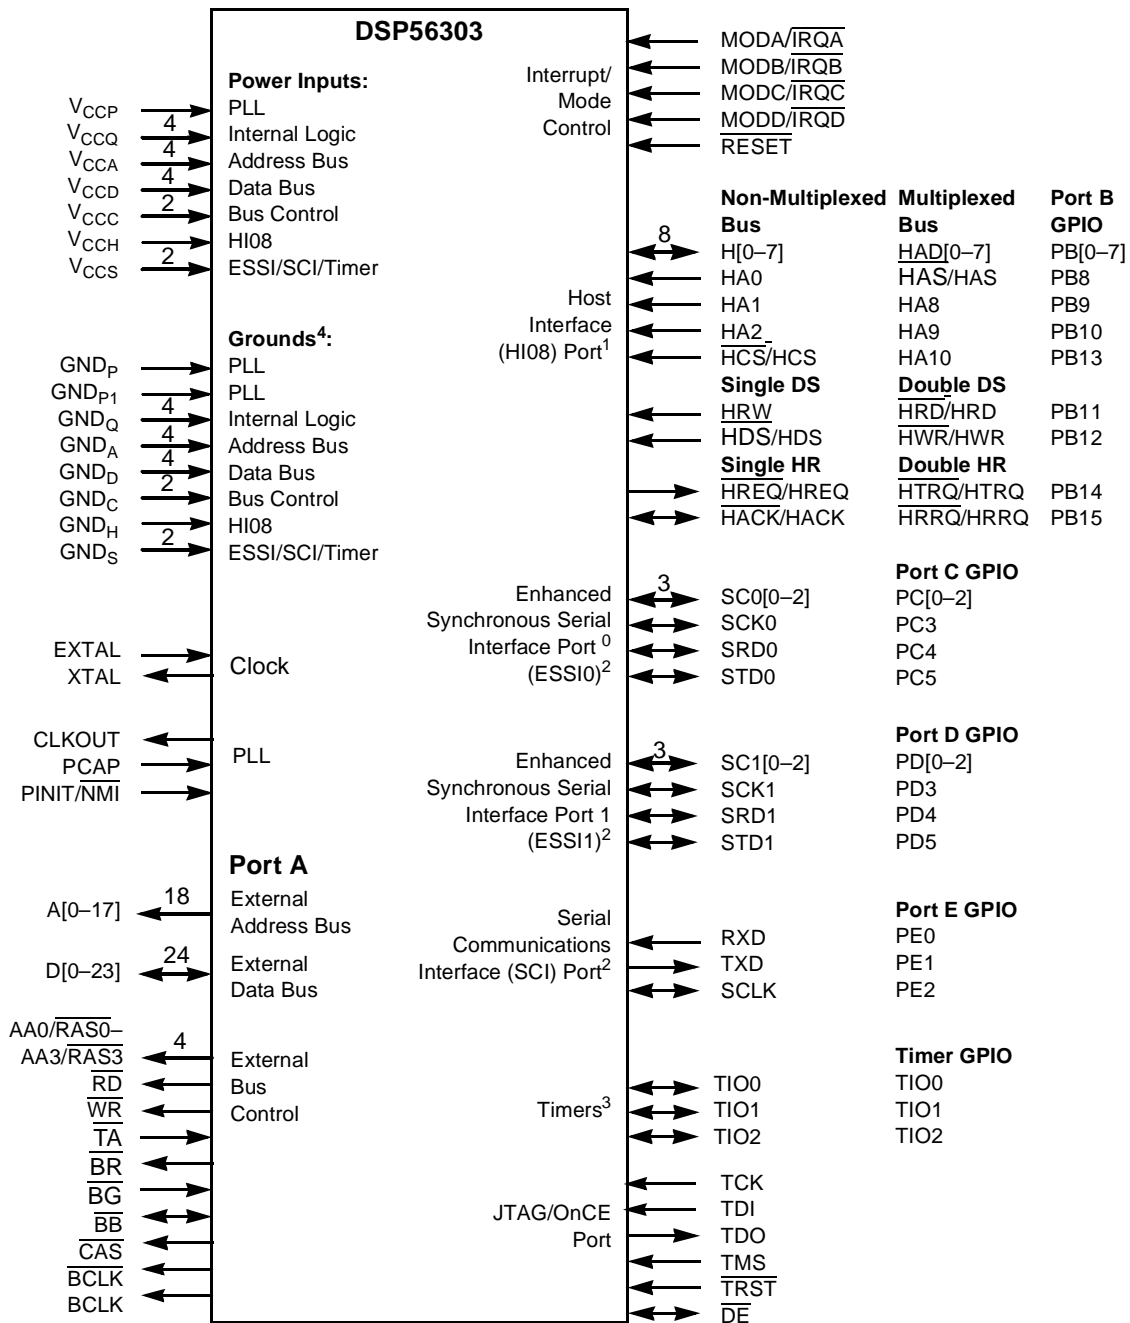 DSP56303
Power Inputs:
VCCP PLL
VCCQ 4 Internal Logic
VCCA 4 Address Bus
VCCD 4 Data Bus
VCCC 2 Bus Control
VCCH HI08
VCCS 2 ESSI/SCI/Timer
Grounds4:
GNDP PLL
GNDP1 PLL
GNDQ 4 Internal Logic
GNDA 4 Address Bus
GNDD 4 Data Bus
GNDC 2 Bus Control
GNDH HI08
GNDS 2 ESSI/SCI/Timer
EXTAL
XTAL
Clock
CLKOUT
PCAP
PINIT/NMI
PLL
Port A
A[0–17] 18 External
Address Bus
D[0–23] 24 External
Data Bus
AA0/RAS0–
AA3/RAS3 4 External
RD Bus
WR Control
TA
BR
BG
BB
CAS
BCLK
BCLK
Interrupt/
Mode
Control
MODA/IRQA
MODB/IRQB
MODC/IRQC
MODD/IRQD
RESET
Non-Multiplexed Multiplexed Port B
Bus Bus GPIO
8 H[0–7] HAD[0–7] PB[0–7]
HA0 HAS/HAS PB8
Host HA1 HA8 PB9
Interface HA2 HA9 PB10
(HI08) Port1 HCS/HCS HA10 PB13
Single DS Double DS
HRW HRD/HRD PB11
HDS/HDS HWR/HWR PB12
Single HR Double HR
HREQ/HREQ HTRQ/HTRQ PB14
HACK/HACK HRRQ/HRRQ PB15
Port C GPIO
Enhanced 3 SC0[0–2] PC[0–2]
Synchronous Serial SCK0 PC3
Interface Port 0 SRD0 PC4
(ESSI0)2 STD0 PC5
Port D GPIO
Enhanced 3 SC1[0–2] PD[0–2]
Synchronous Serial SCK1 PD3
Interface Port 1 SRD1 PD4
(ESSI1)2 STD1 PD5
Port E GPIO
Serial
Communications RXD PE0
Interface (SCI) Port2 TXD PE1
SCLK PE2
Timer GPIO
TIO0 TIO0
Timers3 TIO1 TIO1
TIO2 TIO2
TCK
JTAG/OnCE TDI
Port TDO
TMS
TRST
DE